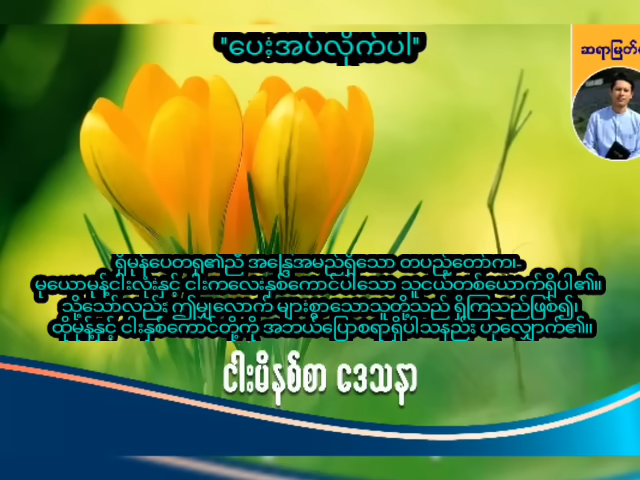 "ပေးအပ်လိုက်ပါ"
ဆရာမြတ်
ရှိမုန်ပေတရု၏ညီ အန္ဒြေအမည်ရှိသော တပည့်တော်က၊-
မုယောမုန့်ငါးလုံးနှင့် ငါးကလေးနှစ်ကောင်ပါသော သူငယ်တစ်ယောက်ရှိပါ၏။
သို့သော်လည်း ဤမျှလောက် များစွာသောသူတို့သည် ရှိကြသည်ဖြစ်၍၊
ထိုမုန့်နှင့် ငါးနှစ်ကောင်တို့ကို အဘယ်ပြောစရာရှိပါသနည်း ဟုလျှောက်၏။
ငါးမိနစ်စာ ဒေသနာ